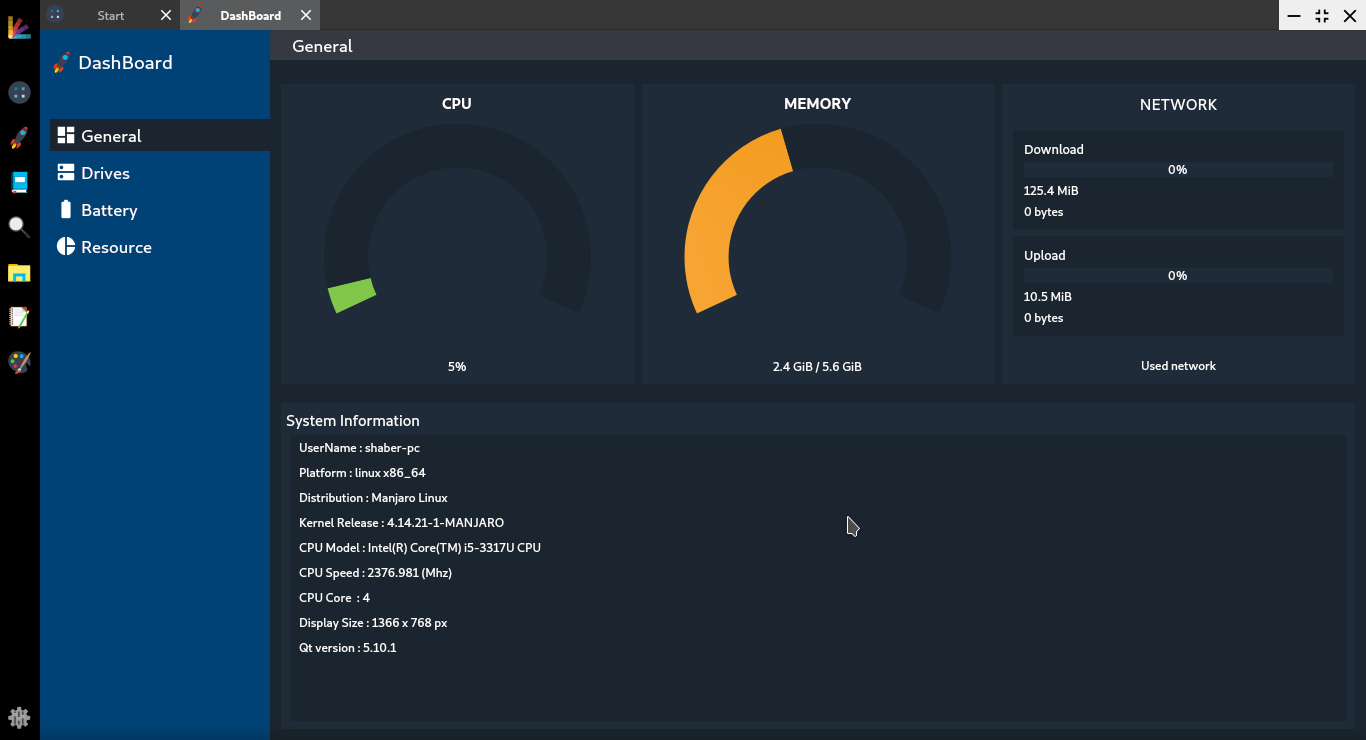 Start
DashBoard
DashBoard
General
Drives
Battery
Resource
General
CPU
5%
MEMORY
2.4 GiB / 5.6 GiB
NETWORK
Download
0%
125.4 MiB
0 bytes
Upload
0%
10.5 MiB
0 bytes
Used network
System Information
UserName : shaber-pc
Platform : linux x86_64
Distribution : Manjaro Linux
Kernel Release : 4.14.21-1-MANJARO
CPU Model : Intel(R) Core(TM) i5-3317U CPU
CPU Speed : 2376.981 (Mhz)
CPU Core  : 4
Display Size : 1366 x 768 px
Qt version : 5.10.1